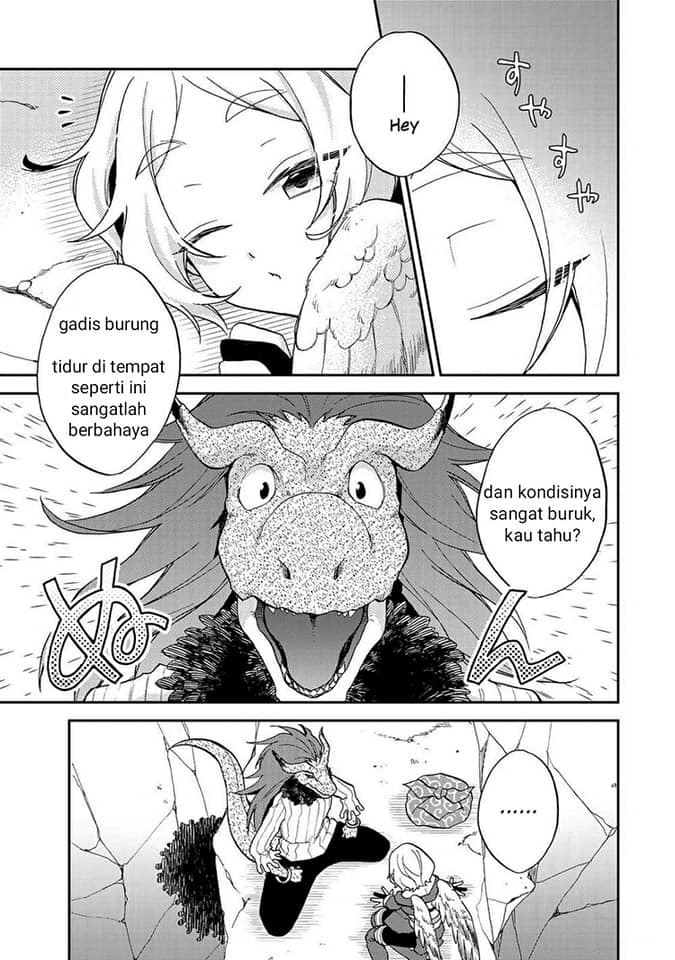 すやすや
Hey
gadis burung
tidur di tempat
seperti ini
sangatlah
berbahaya
dan kondisinya
sangat buruk,
kau tahu?
ぬん
......